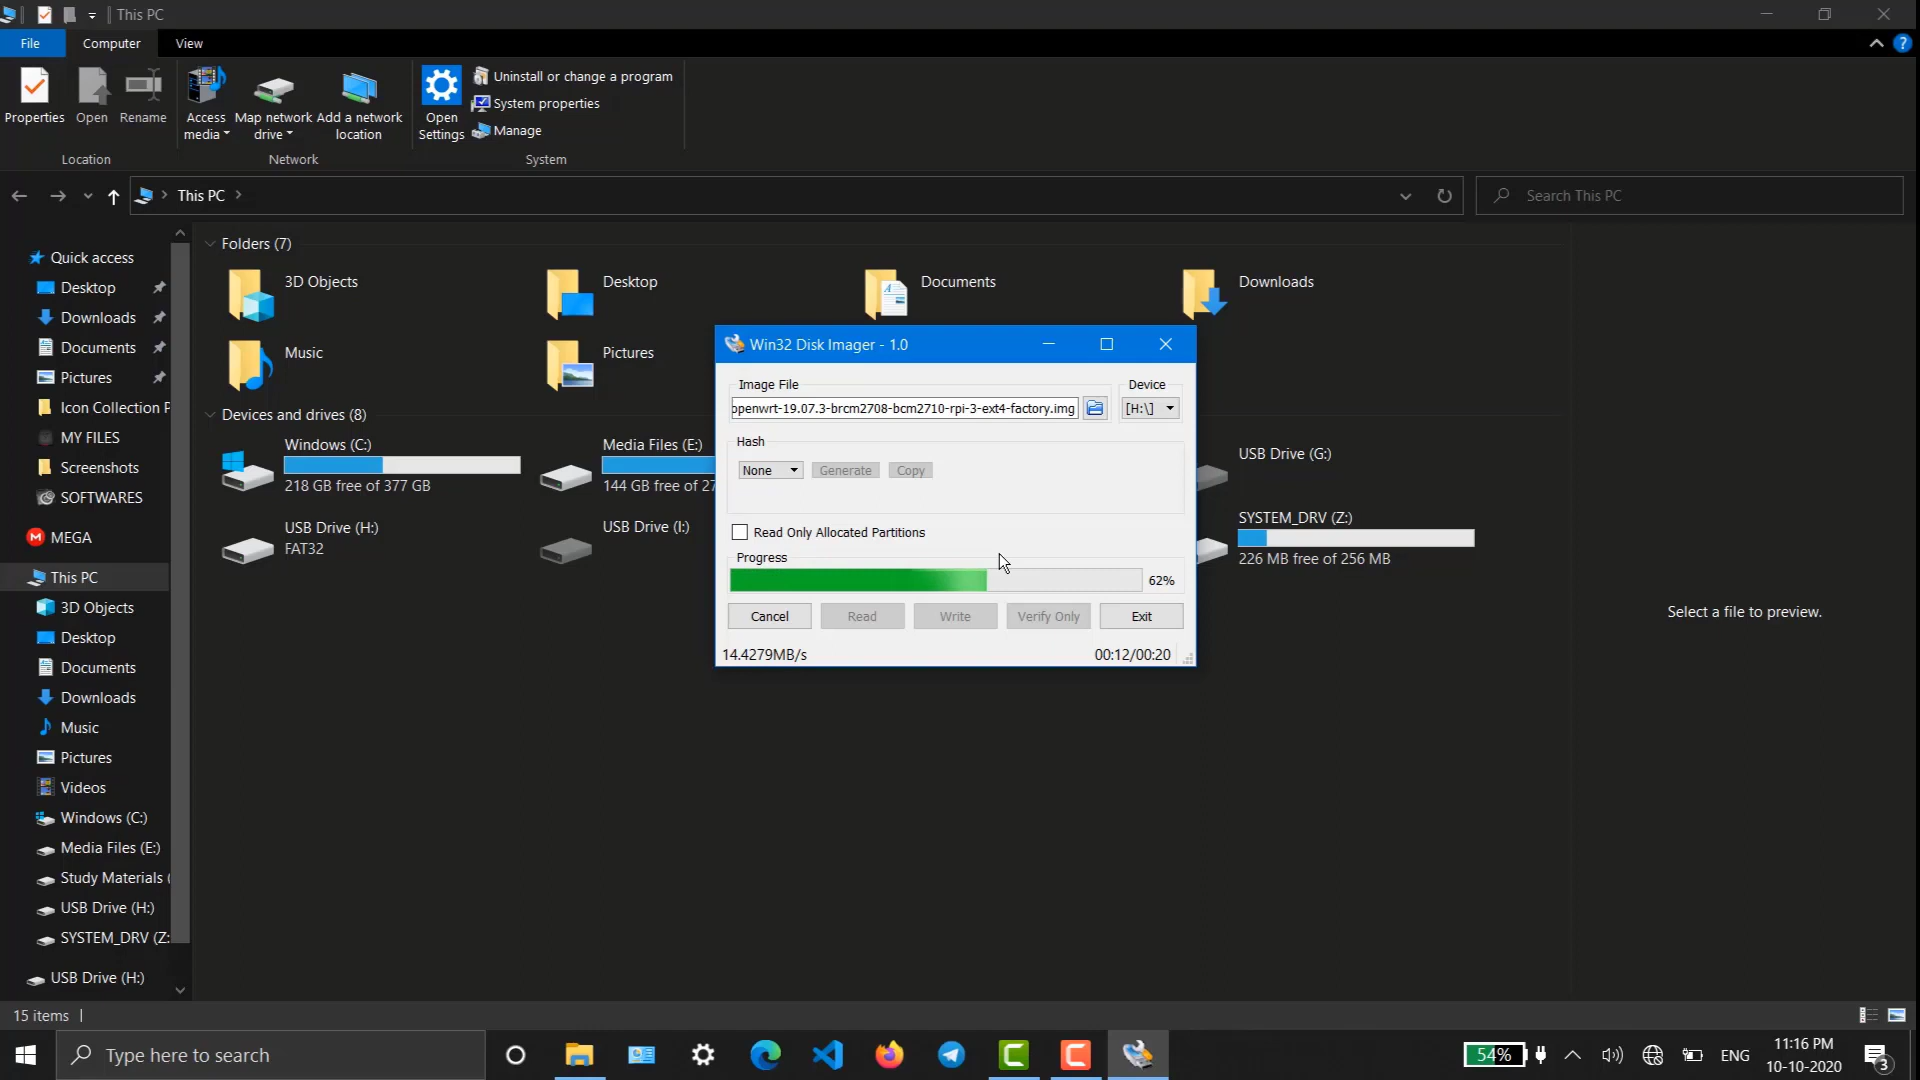 This PC
File
Computer
View
Properties
Open
Rename
Access media
Map network drive
Add a network location
Open Settings
Uninstall or change a program
System properties
Manage
Location
Network
System
This PC
Search This PC
Quick access
Desktop
Downloads
Documents
Pictures
Icon Collection P
MY FILES
Screenshots
SOFTWARES
MEGA
This PC
3D Objects
Desktop
Documents
Downloads
Music
Pictures
Videos
Windows (C:)
Media Files (E:)
Study Materials (
USB Drive (H:)
SYSTEM_DRV (Z:
USB Drive (H:)
Folders (7)
3D Objects
Desktop
Documents
Downloads
Music
Pictures
Devices and drives (8)
Windows (C:)
218 GB free of 377 GB
Media Files (E:)
144 GB free of 27
USB Drive (G:)
USB Drive (H:)
FAT32
USB Drive (I:)
SYSTEM_DRV (Z:)
226 MB free of 256 MB
Win32 Disk Imager - 1.0
Image File
Device
openwrt-19.07.3-brcm2708-bcm2710-rpi-3-ext4-factory.img
[H:\]
Hash
None
Generate
Copy
Read Only Allocated Partitions
Progress
62%
Cancel
Read
Write
Verify Only
Exit
14.4279MB/s
00:12/00:20
Select a file to preview.
15 items
Type here to search
54%
ENG
11:16 PM
10-10-2020
3